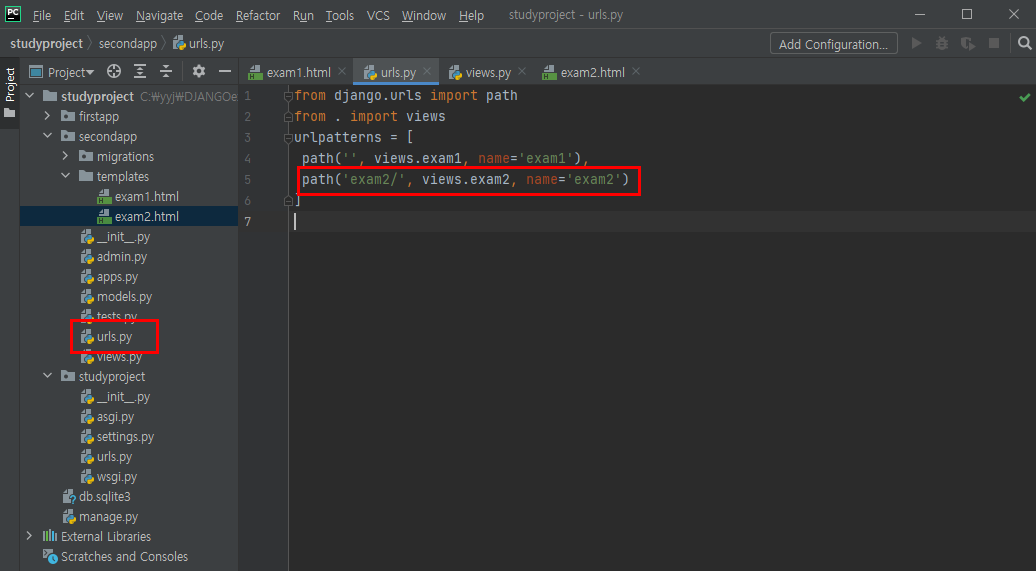 PC File Edit View Navigate Code Refactor Run Tools VCS Window Help studyproject - urls.py
studyproject secondapp urls.py Add Configuration...
Project Project exam1.html urls.py views.py exam2.html
studyproject C:₩yyj₩DJANGOe
firstapp
secondapp
migrations
templates
exam1.html
exam2.html
__init__.py
admin.py
apps.py
models.py
tests.py
urls.py
views.py
studyproject
__init__.py
asgi.py
settings.py
urls.py
wsgi.py
db.sqlite3
manage.py
External Libraries
Scratches and Consoles
1 from django.urls import path
2 from . import views
3 urlpatterns = [
4 path('', views.exam1, name='exam1'),
5 path('exam2/', views.exam2, name='exam2')
6 ]
7